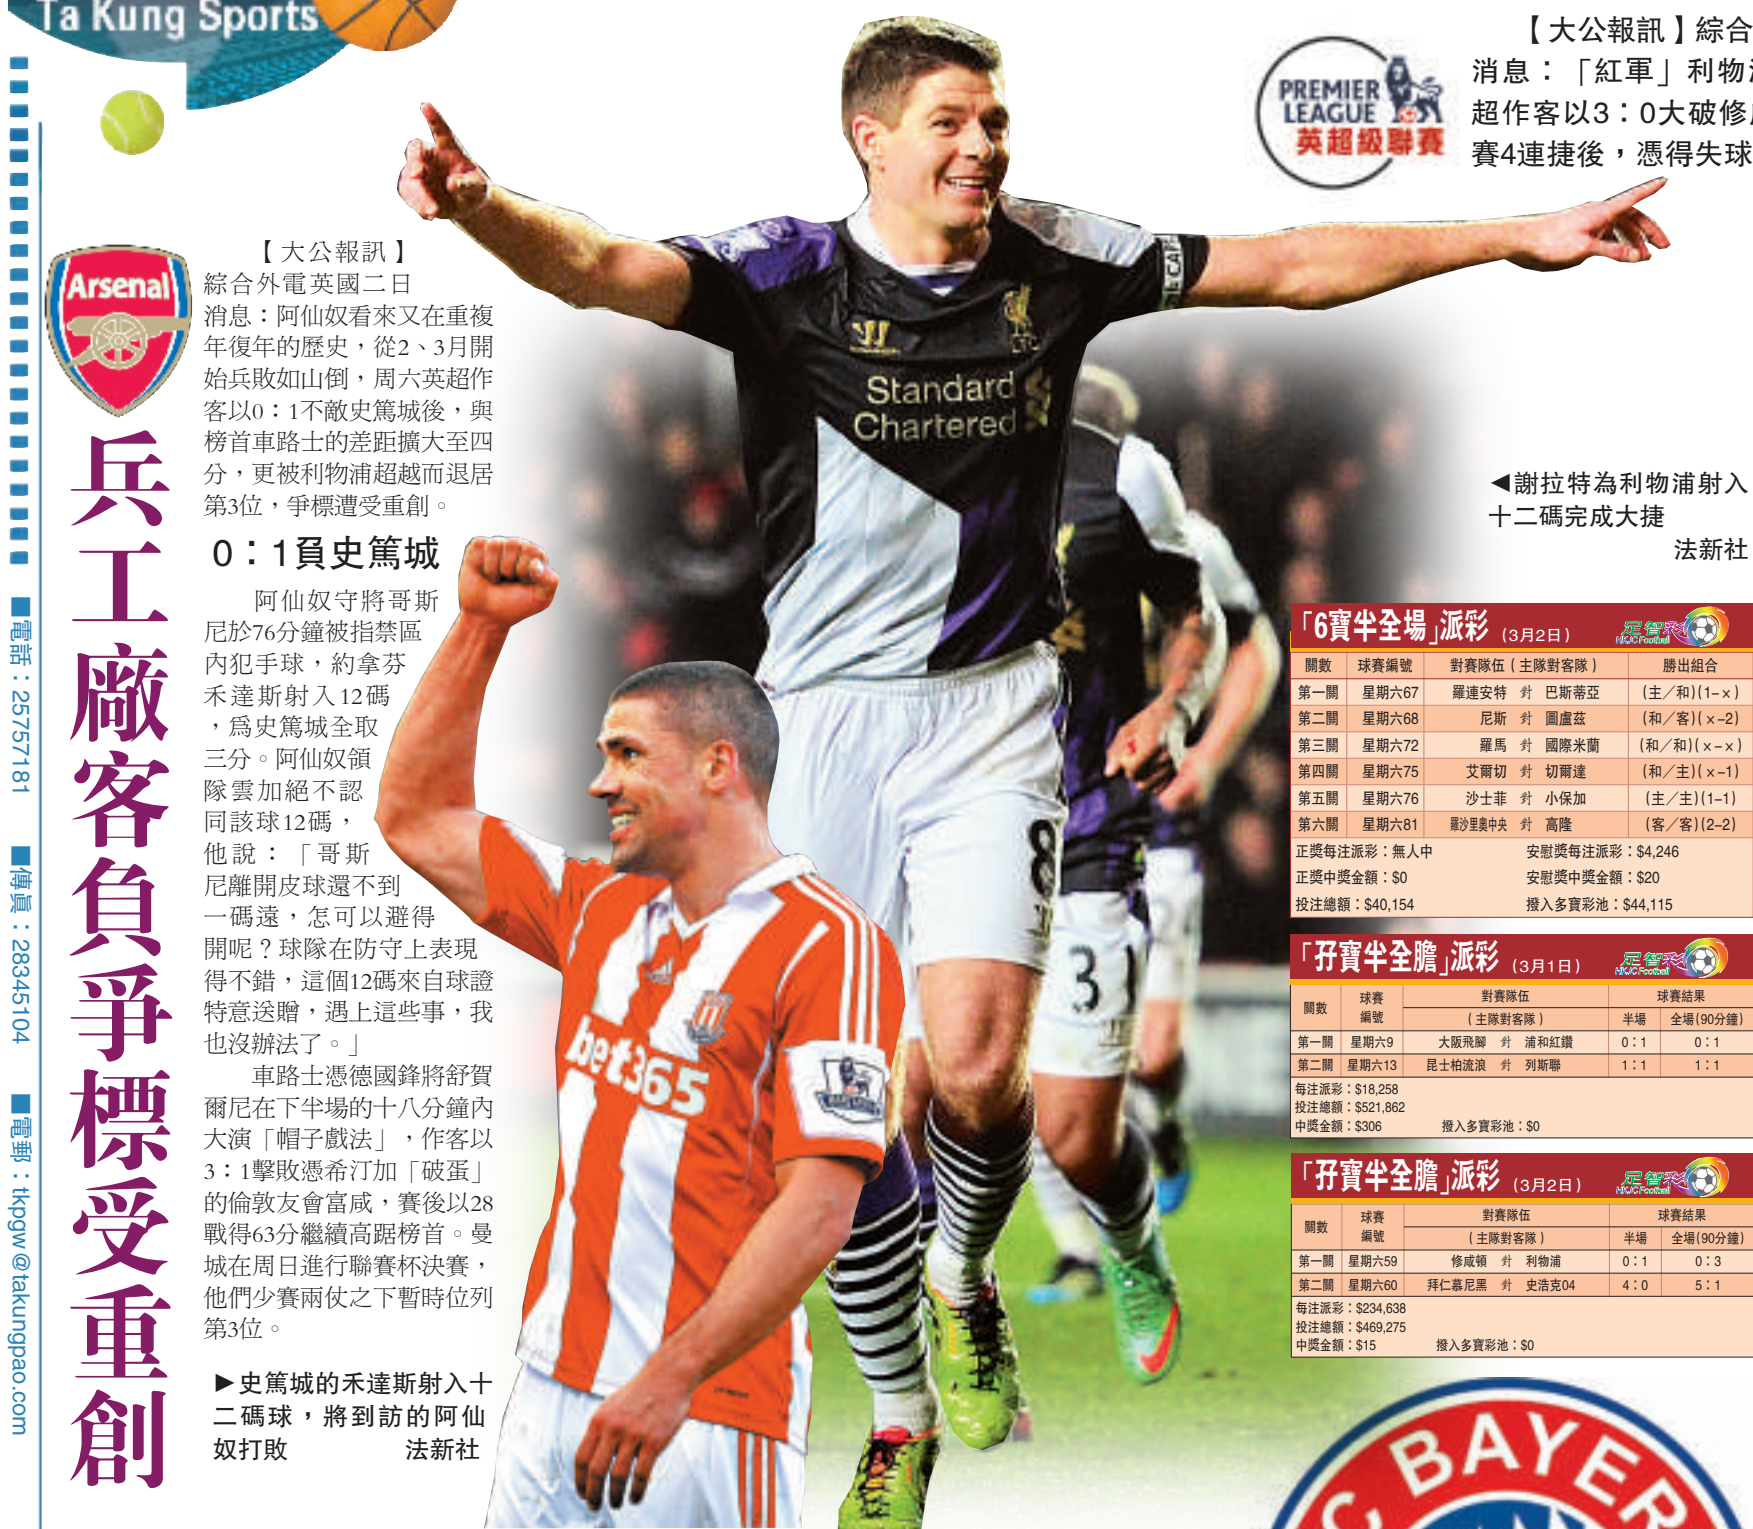 Ta Kung Sports
■電話：25757181 ■傳真：28345104 ■電郵：tkpgw@takungpao.com
Arsenal
兵工廠客負爭標受重創
【大公報訊】
綜合外電英國二日
消息：阿仙奴看來又在重複
年復年的歷史，從2、3月開
始兵敗如山倒，周六英超作
客以0：1不敵史篤城後，與
榜首車路士的差距擴大至四
分，更被利物浦超越而退居
第3位，爭標遭受重創。
0：1負史篤城
阿仙奴守將哥斯
尼於76分鐘被指禁區
內犯手球，約拿芬
禾達斯射入12碼
，為史篤城全取
三分。阿仙奴領
隊雲加絕不認
同該球12碼，
他說：「哥斯
尼離開皮球還不到
一碼遠，怎可以避得
開呢？球隊在防守上表現
得不錯，這個12碼來自球證
特意送贈，遇上這些事，我
也沒辦法了。」
車路士憑德國鋒將舒賀
爾尼在下半場的十八分鐘內
大演「帽子戲法」，作客以
3：1擊敗憑希汀加「破蛋」
的倫敦友會富咸，賽後以28
戰得63分繼續高踞榜首。曼
城在周日進行聯賽杯決賽，
他們少賽兩仗之下暫時位列
第3位。
▶史篤城的禾達斯射入十
二碼球，將到訪的阿仙
奴打敗 法新社
Standard
Chartered
8
3
bet365
PREMIER
LEAGUE
英超級聯賽
【大公報訊】綜合
消息：「紅軍」利物
超作客以3：0大破修
賽4連捷後，憑得失球
◀謝拉特為利物浦射入
十二碼完成大捷
法新社
「6寶半全場」派彩（3月2日） 足智彩 HKJC Football
關數 球賽編號 對賽隊伍（主隊對客隊） 勝出組合
第一關 星期六67 羅連安特 對 巴斯蒂亞 (主／和)(1-×)
第二關 星期六68 尼斯 對 圖盧茲 (和／客)(×-2)
第三關 星期六72 羅馬 對 國際米蘭 (和／和)(×-×)
第四關 星期六75 艾爾切 對 切爾達 (和／主)(×-1)
第五關 星期六76 沙士菲 對 小保加 (主／主)(1-1)
第六關 星期六81 羅沙里奧中央 對 高隆 (客／客)(2-2)
正獎每注派彩：無人中 安慰獎每注派彩：$4,246
正獎中獎金額：$0 安慰獎中獎金額：$20
投注總額：$40,154 撥入多寶彩池：$44,115
「孖寶半全膽」派彩（3月1日） 足智彩 HKJC Football
關數 球賽編號 對賽隊伍（主隊對客隊） 球賽結果 半場 全場(90分鐘)
第一關 星期六9 大阪飛腳 對 浦和紅鑽 0：1 0：1
第二關 星期六13 昆士柏流浪 對 列斯聯 1：1 1：1
每注派彩：$18,258
投注總額：$521,862
中獎金額：$306 撥入多寶彩池：$0
「孖寶半全膽」派彩（3月2日） 足智彩 HKJC Football
關數 球賽編號 對賽隊伍（主隊對客隊） 球賽結果 半場 全場(90分鐘)
第一關 星期六59 修咸頓 對 利物浦 0：1 0：3
第二關 星期六60 拜仁慕尼黑 對 史浩克04 4：0 5：1
每注派彩：$234,638
投注總額：$469,275
中獎金額：$15 撥入多寶彩池：$0
C BAYER